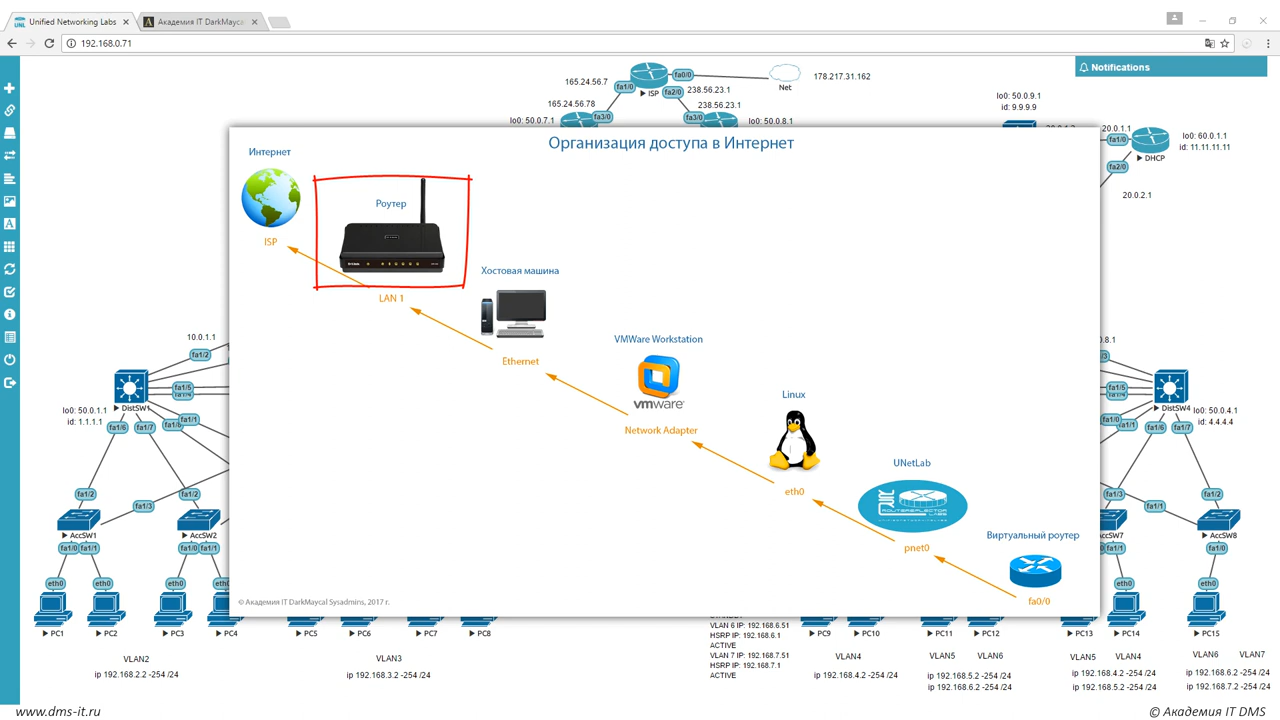 Unified Networking Labs
Академия IT DarkMaycal
192.168.0.71
Notifications
165.24.56.7
fa0/0
fa1/0
ISP
fa2/0
Net
178.217.31.162
238.56.23.1
165.24.56.78
238.56.23.1
lo0: 50.0.7.1
fa3/0
fa3/0
lo0: 50.0.8.1
lo0: 50.0.9.1
id: 9.9.9.9
20.0.1.1
fa1/0
DHCP
lo0: 60.0.1.1
id: 11.11.11.11
fa2/0
20.0.2.1
Организация доступа в Интернет
Интернет
ISP
Роутер
LAN 1
Хостовая машина
Ethernet
VMWare Workstation
vmware
Network Adapter
Linux
eth0
UNetLab
pnet0
Виртуальный роутер
fa0/0
© Академия IT DarkMaycal Sysadmins, 2017 г.
10.0.1.1
fa1/2
fa1/5
DistSW1
lo0: 50.0.1.1
id: 1.1.1.1
fa1/6
fa1/7
fa1/1
fa1/2
fa1/2
fa1/3
AccSW1
AccSW2
fa1/0
fa1/1
fa1/0
fa1/1
eth0
eth0
eth0
eth0
PC1
PC2
PC3
PC4
PC5
PC6
PC7
PC8
VLAN2
ip 192.168.2.2 -254 /24
VLAN3
ip 192.168.3.2 -254 /24
VLAN 6 IP: 192.168.6.51
HSRP IP: 192.168.6.1
ACTIVE
VLAN 7 IP: 192.168.7.51
HSRP IP: 192.168.7.1
ACTIVE
fa1/5
DistSW4
lo0: 50.0.4.1
id: 4.4.4.4
fa1/0
fa1/1
fa1/6
fa1/7
fa1/3
fa1/1
fa1/2
AccSW7
AccSW8
fa1/1
fa1/0
eth0
eth0
PC9
PC10
PC11
PC12
PC13
PC14
PC15
VLAN4
ip 192.168.4.2 -254 /24
VLAN5
VLAN6
ip 192.168.5.2 -254 /24
ip 192.168.6.2 -254 /24
VLAN5
VLAN4
ip 192.168.4.2 -254 /24
ip 192.168.5.2 -254 /24
VLAN6
VLAN7
ip 192.168.6.2 -254 /24
ip 192.168.7.2 -254 /24
www.dms-it.ru
© Академия IT DMS